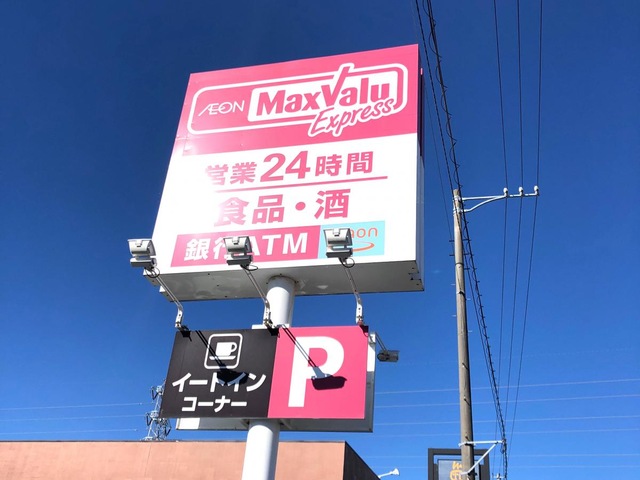 ÆON MaxValu
Express
営業24時間
食品・酒
銀行ATM
イートイン
コーナー
P